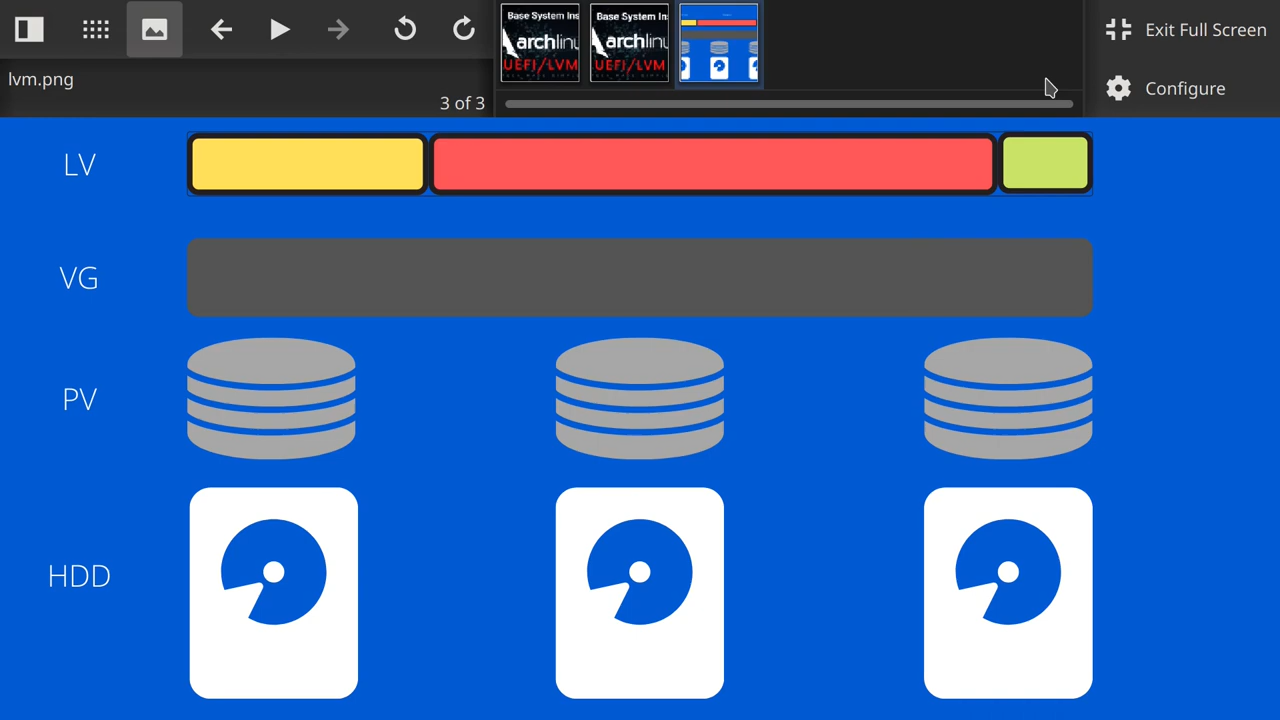 Exit Full Screen
lvm.png
3 of 3
Configure
Base System Ins
archlinu
UEFI/LVM
Base System Ins
archlinu
UEFI/LVM
LV
VG
PV
HDD